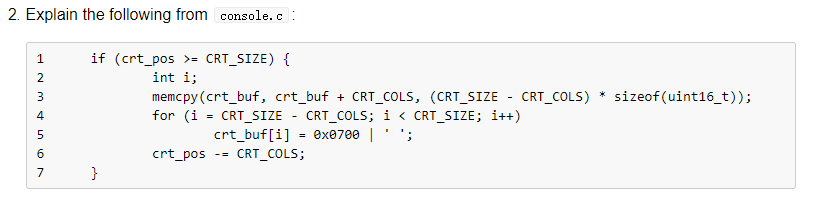 2. Explain the following from console.c :
1 if (crt_pos >= CRT_SIZE) {
2 int i;
3 memcpy(crt_buf, crt_buf + CRT_COLS, (CRT_SIZE - CRT_COLS) * sizeof(uint16_t));
4 for (i = CRT_SIZE - CRT_COLS; i < CRT_SIZE; i++)
5 crt_buf[i] = 0x0700 | ' ';
6 crt_pos -= CRT_COLS;
7 }